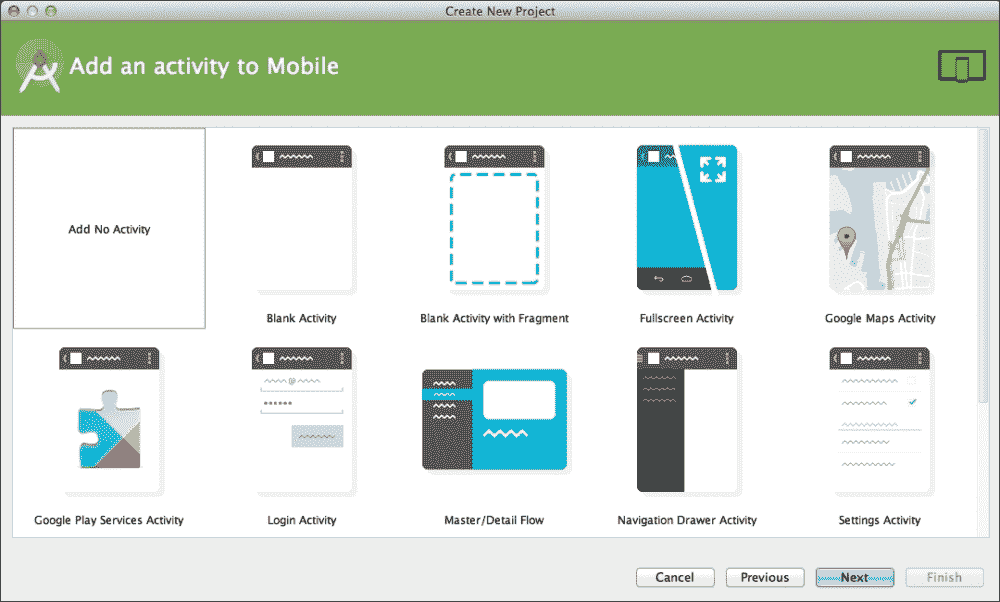 Create New Project
Add an activity to Mobile
Add No Activity
Blank Activity
Blank Activity with Fragment
Fullscreen Activity
Google Maps Activity
Google Play Services Activity
Login Activity
Master/Detail Flow
Navigation Drawer Activity
Settings Activity
Cancel
Previous
Next
Finish